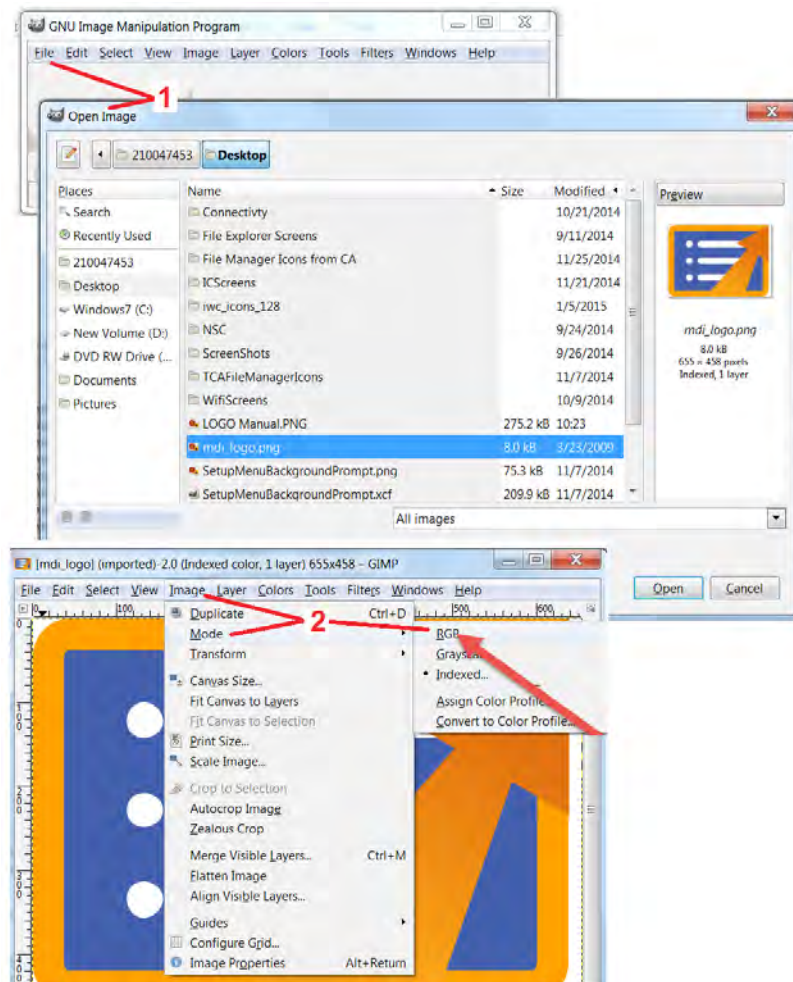 GNU Image Manipulation Program
File Edit Select View Image Layer Colors Tools Filters Windows Help
1
Open Image
210047453 Desktop
Places Name Size Modified Preview
Search Connectivty 10/21/2014
Recently Used File Explorer Screens 9/11/2014
210047453 File Manager Icons from CA 11/25/2014
Desktop ICScreens 11/21/2014
Windows7 (C:) iwc_icons_128 1/5/2015
New Volume (D:) NSC 9/24/2014 mdi_logo.png
DVD RW Drive (... ScreenShots 9/26/2014 8.0 kB
655 × 458 pixels
Documents TCAFileManagerIcons 11/7/2014 Indexed, 1 layer
Pictures WifiScreens 10/9/2014
LOGO Manual.PNG 275.2 kB 10:23
mdi_logo.png 8.0 kB 3/23/2009
SetupMenuBackgroundPrompt.png 75.3 kB 11/7/2014
SetupMenuBackgroundPrompt.xcf 209.9 kB 11/7/2014
All images
Open Cancel
[mdi_logo] (imported)-2.0 (Indexed color, 1 layer) 655x458 – GIMP
File Edit Select View Image Layer Colors Tools Filters Windows Help
0 100 500 600
Duplicate Ctrl+D
2
Mode RGB
Transform Grayscale
Indexed...
Canvas Size...
Fit Canvas to Layers Assign Color Profile...
Fit Canvas to Selection Convert to Color Profile...
Print Size...
Scale Image...
Crop to Selection
Autocrop Image
Zealous Crop
Merge Visible Layers... Ctrl+M
Flatten Image
Align Visible Layers...
Guides
Configure Grid...
Image Properties Alt+Return